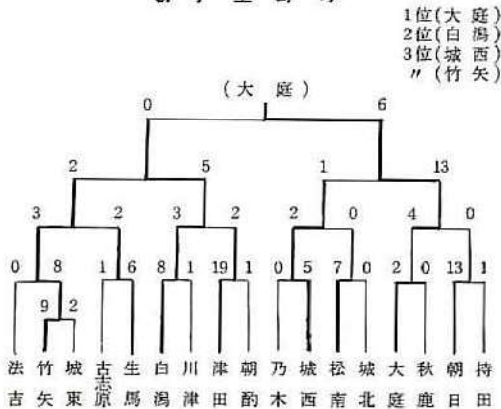 1位(大庭)
2位(白潟)
3位(城西)
〃(竹矢)
(大庭)
0 6
2 5 1 13
3 2 3 2 2 0 4 0
0 8 1 6 8 1 19 1 0 5 7 0 2 0 13 1
9 2
法吉 竹矢 城東 古志原 生馬 白潟 川津 津田 朝酌 乃木 城西 松南 城北 大庭 秋鹿 朝日 持田